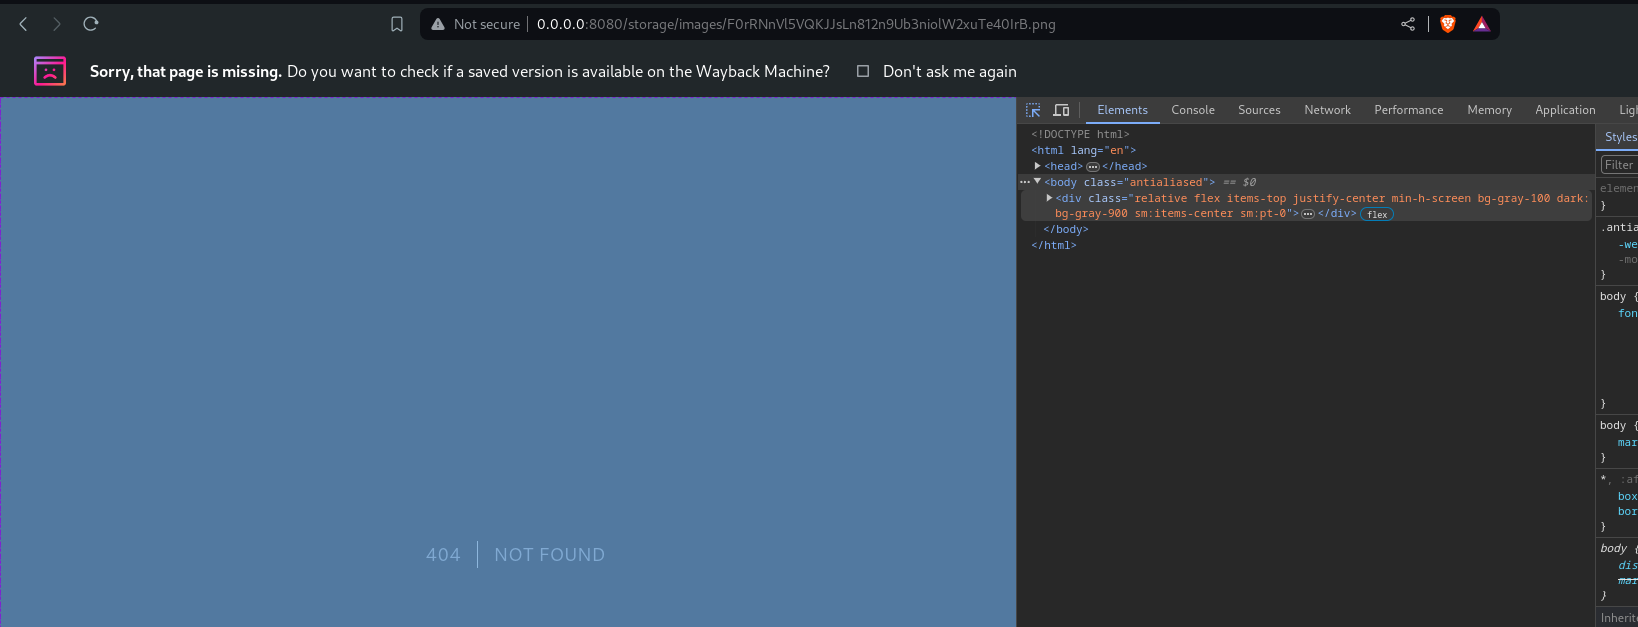 Not secure 0.0.0.0:8080/storage/images/F0rRNnVl5VQKJJsLn812n9Ub3niolW2xuTe40IrB.png
Sorry, that page is missing. Do you want to check if a saved version is available on the Wayback Machine? Don't ask me again
Elements Console Sources Network Performance Memory Application Ligh
<!DOCTYPE html>
<html lang="en">
<head> ••• </head>
••• <body class="antialiased"> == $0
<div class="relative flex items-top justify-center min-h-screen bg-gray-100 dark:
bg-gray-900 sm:items-center sm:pt-0"> ••• </div> flex
</body>
</html>
404 NOT FOUND
Styles
Filter
elemen
}
.antia
-we
-mo
}
body {
fon
}
body {
mar
}
*, :af
box
bor
}
body {
dis
mar
}
Inherite